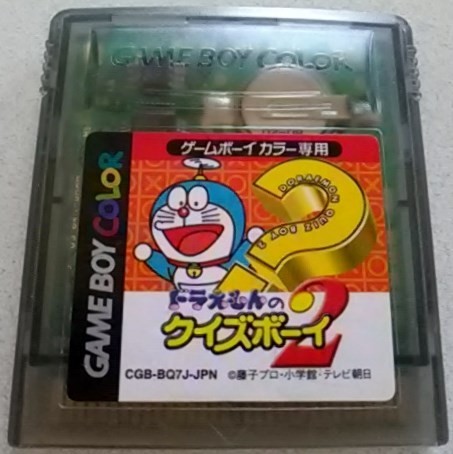 GAME BOY COLOR
ゲームボーイカラー専用
GAME BOY COLOR
DORAEMON QUIZ BOY 2
ドラえもんの
クイズボーイ2
CGB-BQ7J-JPN ©藤子プロ・小学館・テレビ朝日